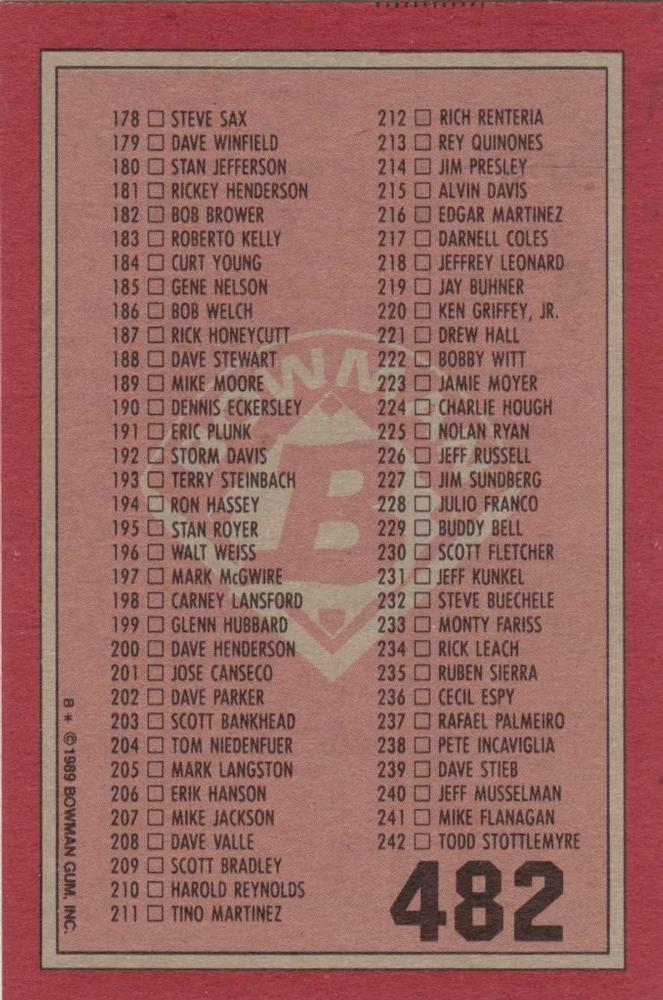 178 □ STEVE SAX
179 □ DAVE WINFIELD
180 □ STAN JEFFERSON
181 □ RICKEY HENDERSON
182 □ BOB BROWER
183 □ ROBERTO KELLY
184 □ CURT YOUNG
185 □ GENE NELSON
186 □ BOB WELCH
187 □ RICK HONEYCUTT
188 □ DAVE STEWART
189 □ MIKE MOORE
190 □ DENNIS ECKERSLEY
191 □ ERIC PLUNK
192 □ STORM DAVIS
193 □ TERRY STEINBACH
194 □ RON HASSEY
195 □ STAN ROYER
196 □ WALT WEISS
197 □ MARK McGWIRE
198 □ CARNEY LANSFORD
199 □ GLENN HUBBARD
200 □ DAVE HENDERSON
201 □ JOSE CANSECO
202 □ DAVE PARKER
203 □ SCOTT BANKHEAD
204 □ TOM NIEDENFUER
205 □ MARK LANGSTON
206 □ ERIK HANSON
207 □ MIKE JACKSON
208 □ DAVE VALLE
209 □ SCOTT BRADLEY
210 □ HAROLD REYNOLDS
211 □ TINO MARTINEZ
212 □ RICH RENTERIA
213 □ REY QUINONES
214 □ JIM PRESLEY
215 □ ALVIN DAVIS
216 □ EDGAR MARTINEZ
217 □ DARNELL COLES
218 □ JEFFREY LEONARD
219 □ JAY BUHNER
220 □ KEN GRIFFEY, JR.
221 □ DREW HALL
222 □ BOBBY WITT
223 □ JAMIE MOYER
224 □ CHARLIE HOUGH
225 □ NOLAN RYAN
226 □ JEFF RUSSELL
227 □ JIM SUNDBERG
228 □ JULIO FRANCO
229 □ BUDDY BELL
230 □ SCOTT FLETCHER
231 □ JEFF KUNKEL
232 □ STEVE BUECHELE
233 □ MONTY FARISS
234 □ RICK LEACH
235 □ RUBEN SIERRA
236 □ CECIL ESPY
237 □ RAFAEL PALMEIRO
238 □ PETE INCAVIGLIA
239 □ DAVE STIEB
240 □ JEFF MUSSELMAN
241 □ MIKE FLANAGAN
242 □ TODD STOTTLEMYRE
482
B
B * © 1989 BOWMAN GUM, INC.